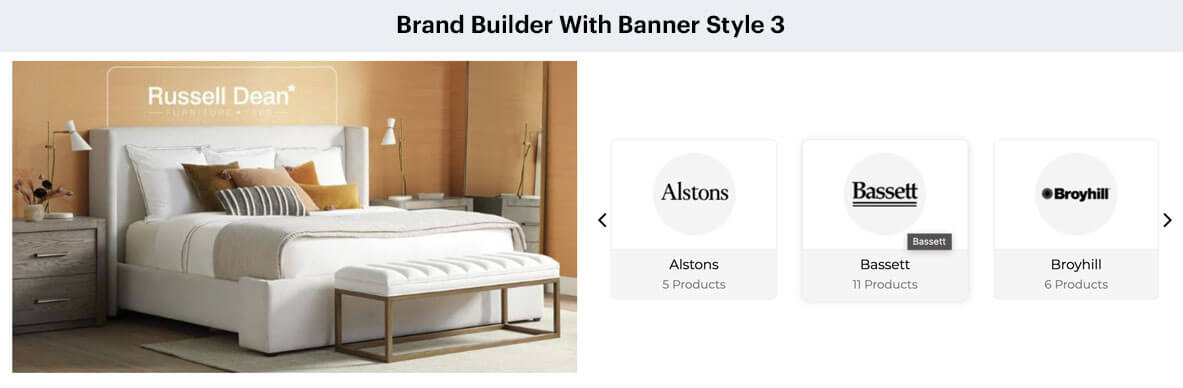 Brand Builder With Banner Style 3
Russell Dean*
FURNITURE
Alstons
Bassett
Broyhill
Bassett
Alstons
Bassett
Broyhill
5 Products
11 Products
6 Products